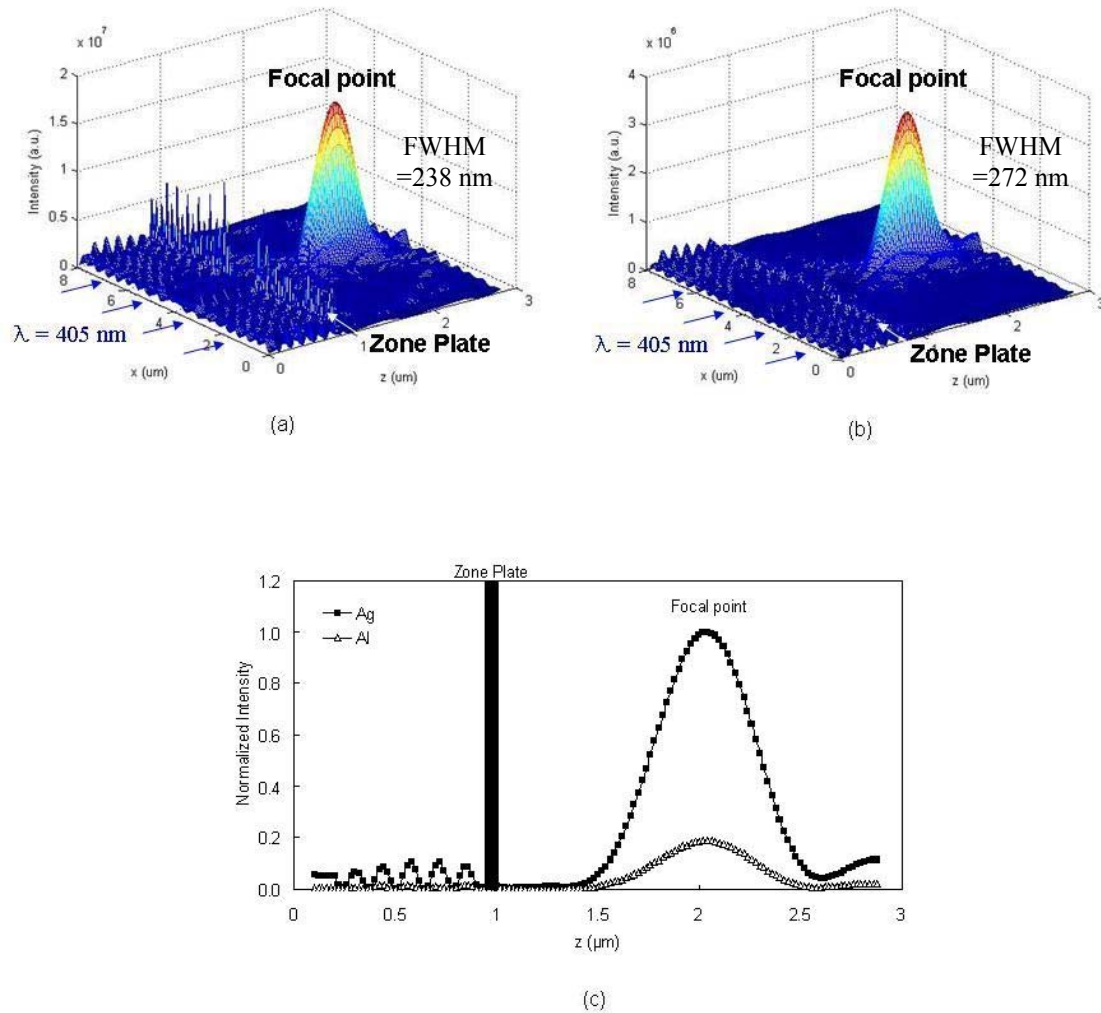 x 10^7
2
1.5
1
0.5
0
Intensity (a.u.)
Focal point
FWHM
=238 nm
8
6
4
2
0
λ = 405 nm
x (um)
0
1
2
3
z (um)
Zone Plate
(a)
x 10^6
4
3
2
1
0
Intensity (a.u.)
Focal point
FWHM
=272 nm
8
6
4
2
0
λ = 405 nm
x (um)
0
1
2
3
z (um)
Zone Plate
(b)
Zone Plate
1.2
1.0
0.8
0.6
0.4
0.2
0.0
Normalized Intensity
Ag
Al
Focal point
0
0.5
1
1.5
2
2.5
3
z (µm)
(c)